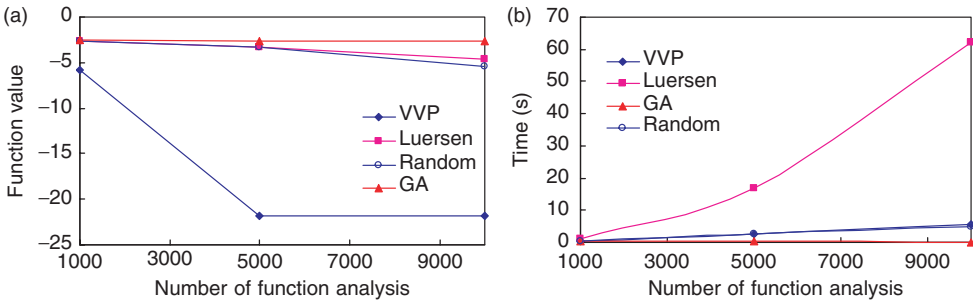 (a)
Function value
0
−5
−10
−15
−20
−25
VVP
Luersen
Random
GA
1000 3000 5000 7000 9000
Number of function analysis
(b)
Time (s)
70
60
50
40
30
20
10
0
VVP
Luersen
GA
Random
1000 3000 5000 7000 9000
Number of function analysis